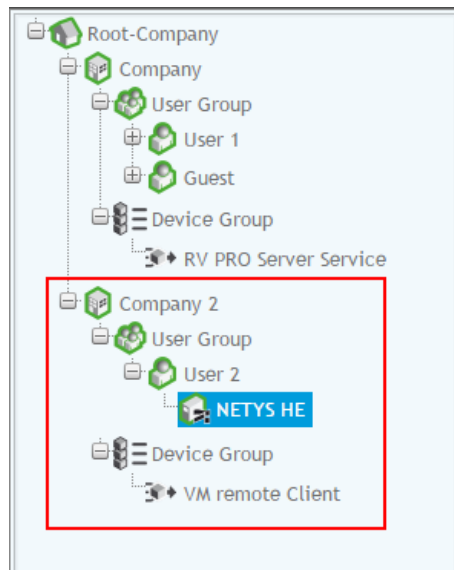 Root-Company
Company
User Group
User 1
Guest
Device Group
RV PRO Server Service
Company 2
User Group
User 2
NETYS HE
Device Group
VM remote Client